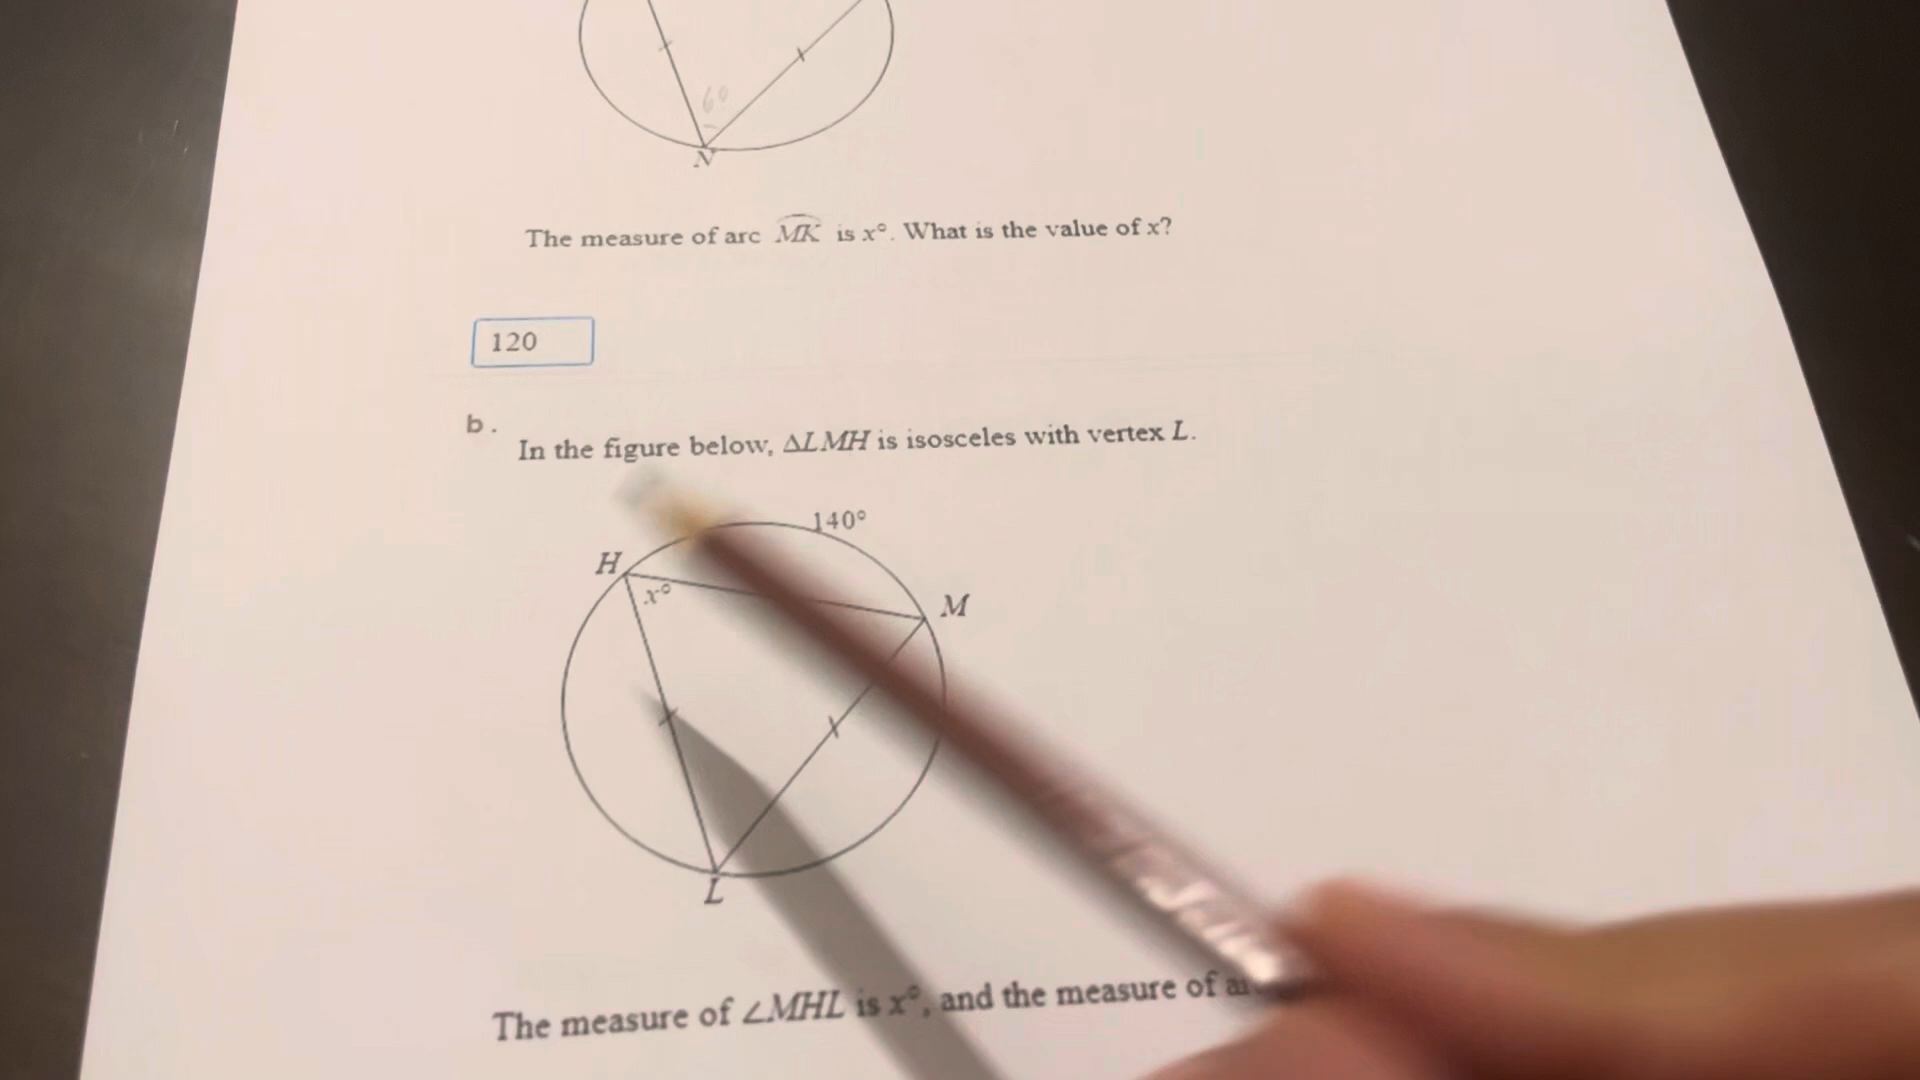 60
N
The measure of arc MK is x°. What is the value of x?
120
b.
In the figure below, ΔLMH is isosceles with vertex L.
140°
H
x°
M
L
The measure of ∠MHL is x°, and the measure of